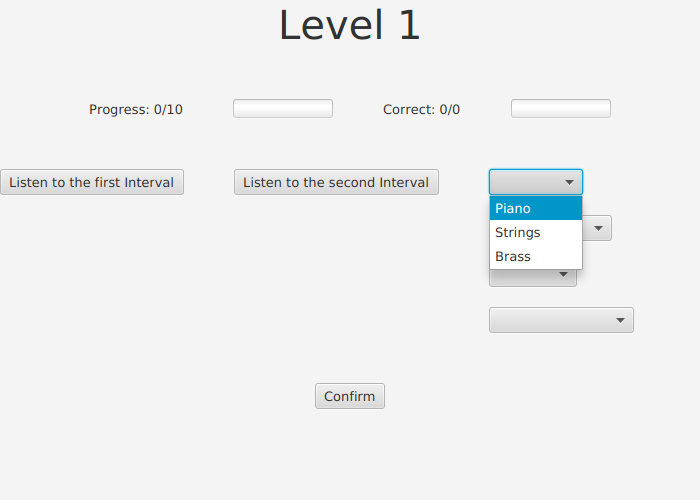 Level 1
Progress: 0/10
Correct: 0/0
Listen to the first Interval
Listen to the second Interval
Piano
Strings
Brass
Confirm